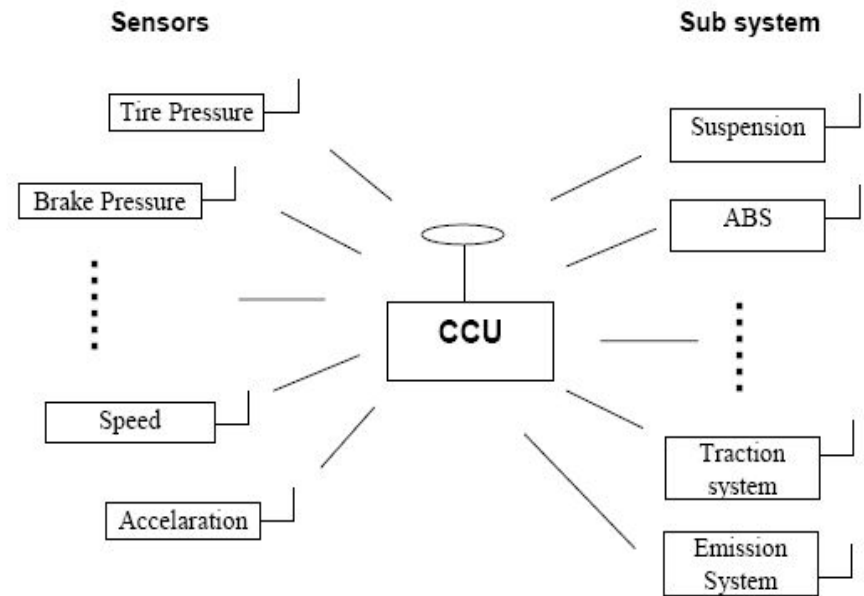 Sensors
Sub system
Tire Pressure
Suspension
Brake Pressure
ABS
CCU
Speed
Traction
system
Accelaration
Emission
System